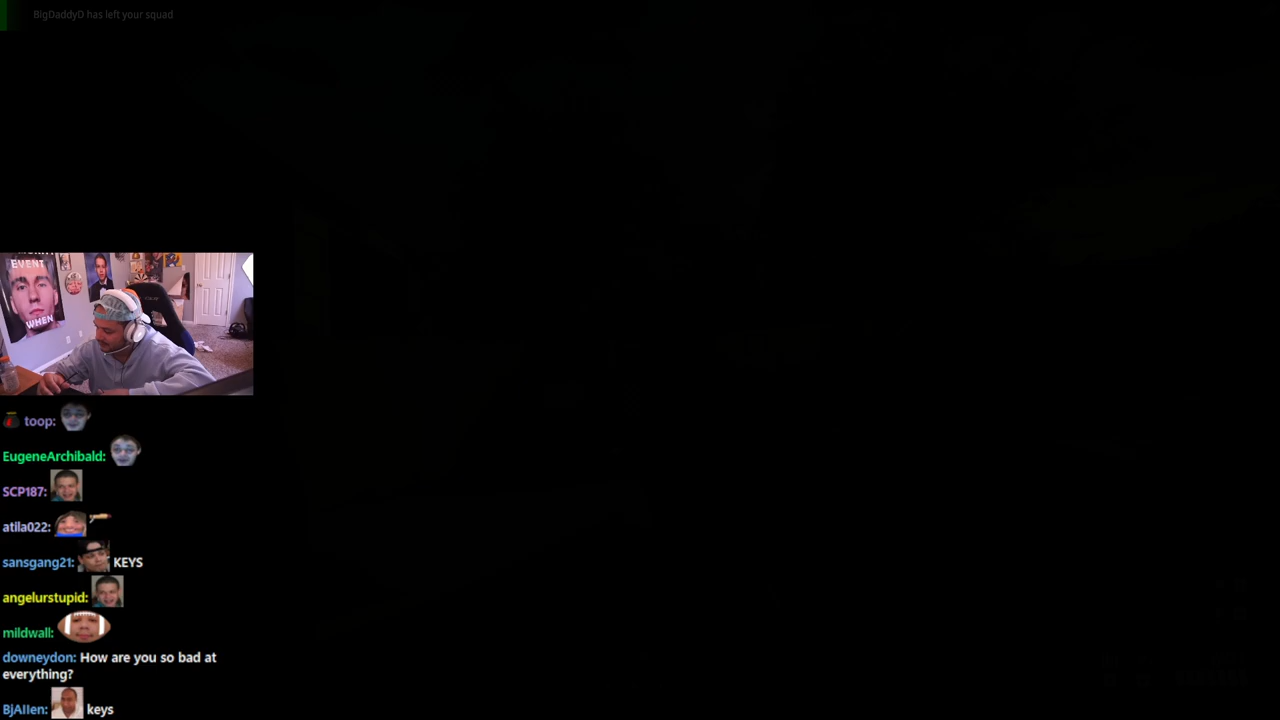 BigDaddyD has left your squad
EVENT
WHEN
toop:
EugeneArchibald:
SCP187:
atila022:
sansgang21: KEYS
angelurstupid:
mildwall:
downeydon: How are you so bad at
everything?
BjAllen: keys